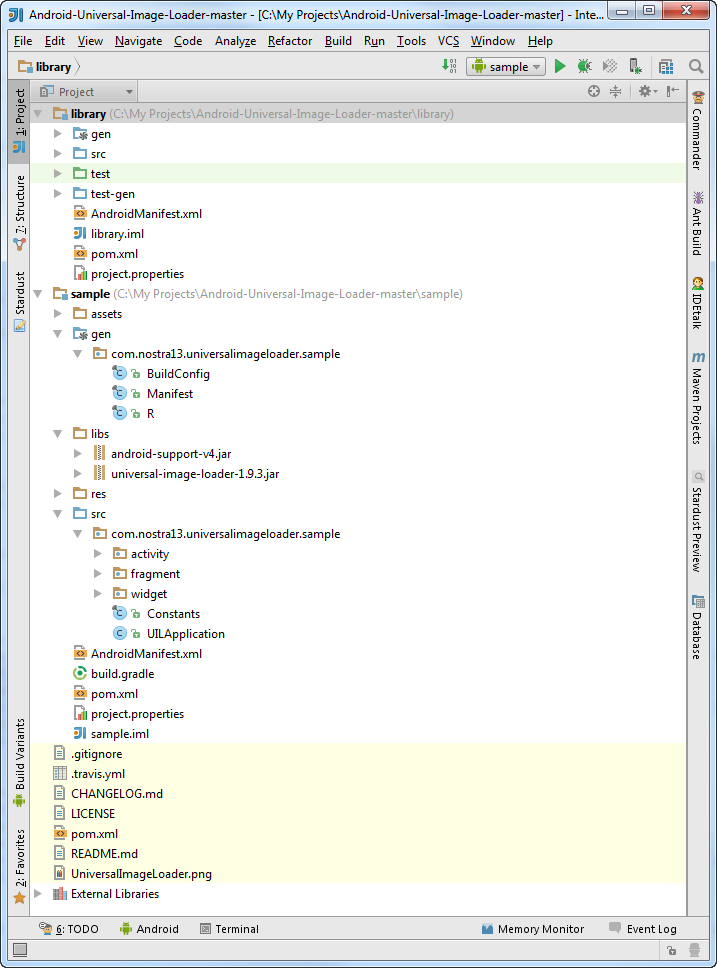 Android-Universal-Image-Loader-master - [C:\My Projects\Android-Universal-Image-Loader-master] - Inte...
File Edit View Navigate Code Analyze Refactor Build Run Tools VCS Window Help
library
sample
Project
1: Project
7: Structure
Stardust
Build Variants
2: Favorites
library (C:\My Projects\Android-Universal-Image-Loader-master\library)
gen
src
test
test-gen
AndroidManifest.xml
library.iml
pom.xml
project.properties
sample (C:\My Projects\Android-Universal-Image-Loader-master\sample)
assets
gen
com.nostra13.universalimageloader.sample
BuildConfig
Manifest
R
libs
android-support-v4.jar
universal-image-loader-1.9.3.jar
res
src
com.nostra13.universalimageloader.sample
activity
fragment
widget
Constants
UILApplication
AndroidManifest.xml
build.gradle
pom.xml
project.properties
sample.iml
.gitignore
.travis.yml
CHANGELOG.md
LICENSE
pom.xml
README.md
UniversalImageLoader.png
External Libraries
Commander
Ant Build
IDEtalk
Maven Projects
Stardust Preview
Database
6: TODO Android Terminal Memory Monitor Event Log